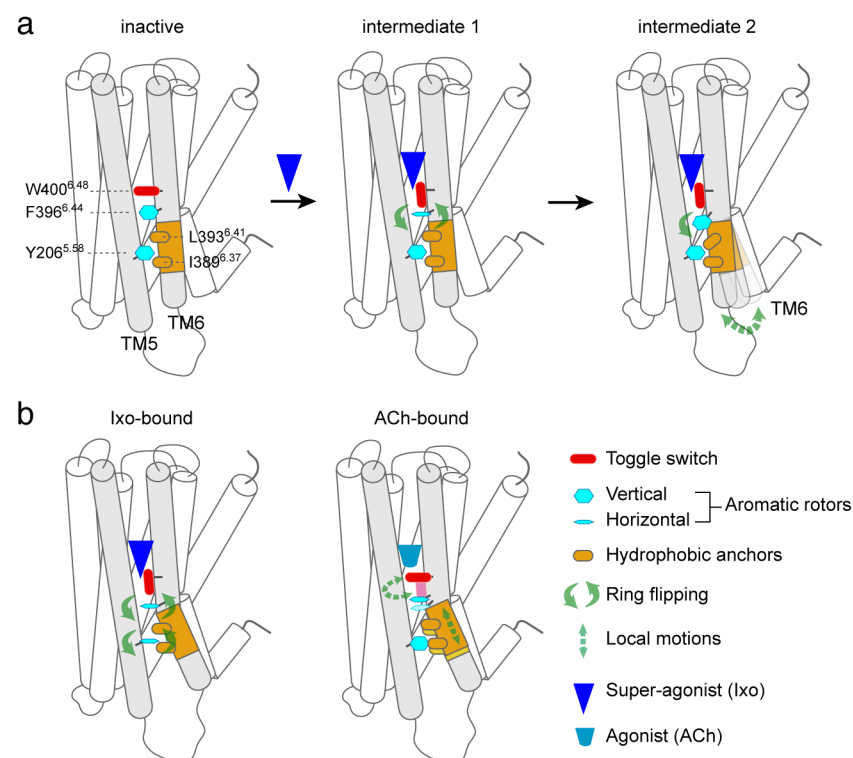 a
inactive
intermediate 1
intermediate 2
W400^6.48
F396^6.44
Y206^5.58
L393^6.41
I389^6.37
TM5
TM6
TM6
b
Ixo-bound
ACh-bound
Toggle switch
Vertical
Horizontal
Aromatic rotors
Hydrophobic anchors
Ring flipping
Local motions
Super-agonist (Ixo)
Agonist (ACh)